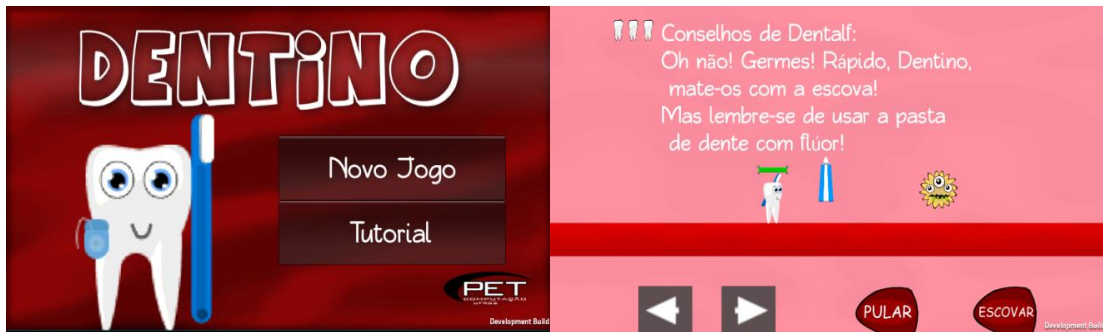 DENTINO
Novo Jogo
Tutorial
PET
COMPUTAÇÃO
UFRGS
Development Build
Conselhos de Dentalf:
Oh não! Germes! Rápido, Dentino,
mate-os com a escova!
Mas lembre-se de usar a pasta
de dente com flúor!
PULAR
ESCOVAR
Development Build